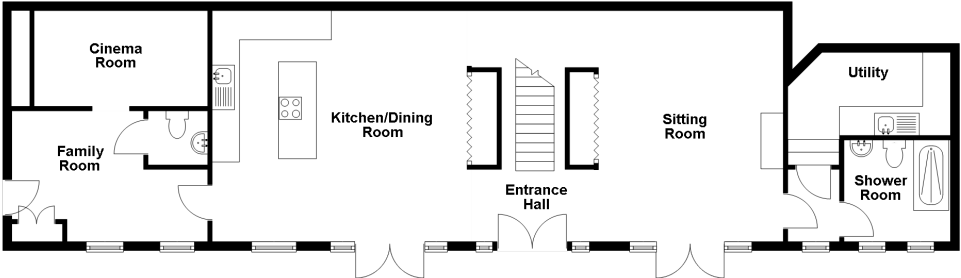 Cinema
Room
Utility
Kitchen/Dining
Room
Sitting
Room
Family
Room
Shower
Room
Entrance
Hall